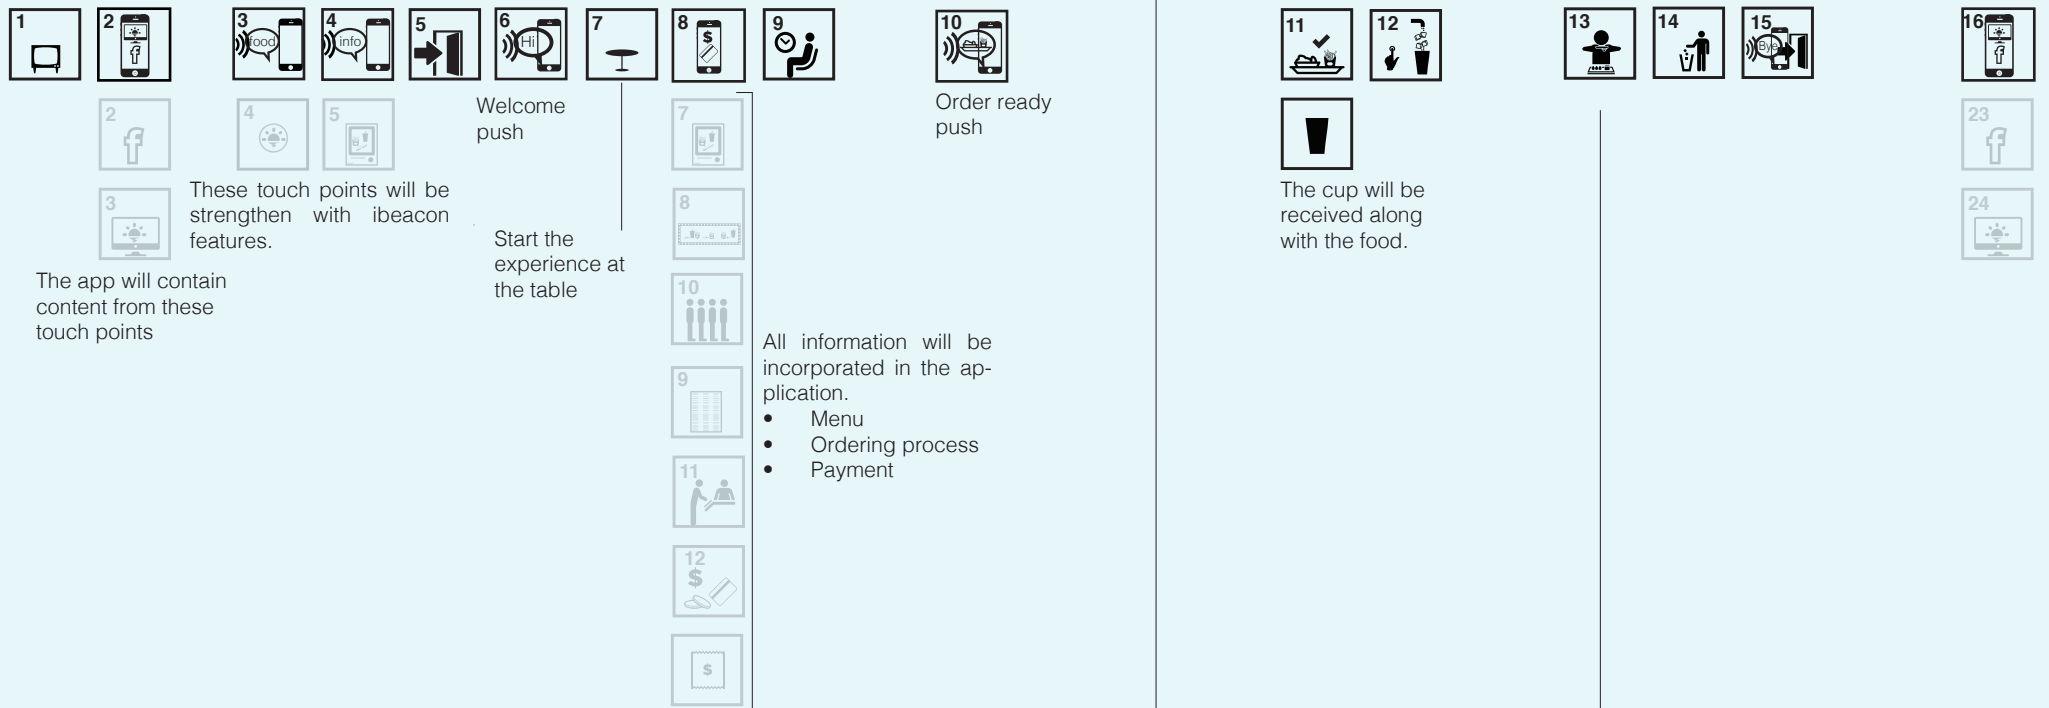 1
2
3
food
4
info
5
6
Hi
7
8
$
9
10
11
12
13
14
15
Bye
16
2
3
The app will contain
content from these
touch points
4
5
These touch points will be
strengthen with ibeacon
features.
Welcome
push
Start the
experience at
the table
7
8
10
9
11
12
$
$
All information will be
incorporated in the ap-
plication.
• Menu
• Ordering process
• Payment
Order ready
push
The cup will be
received along
with the food.
23
24